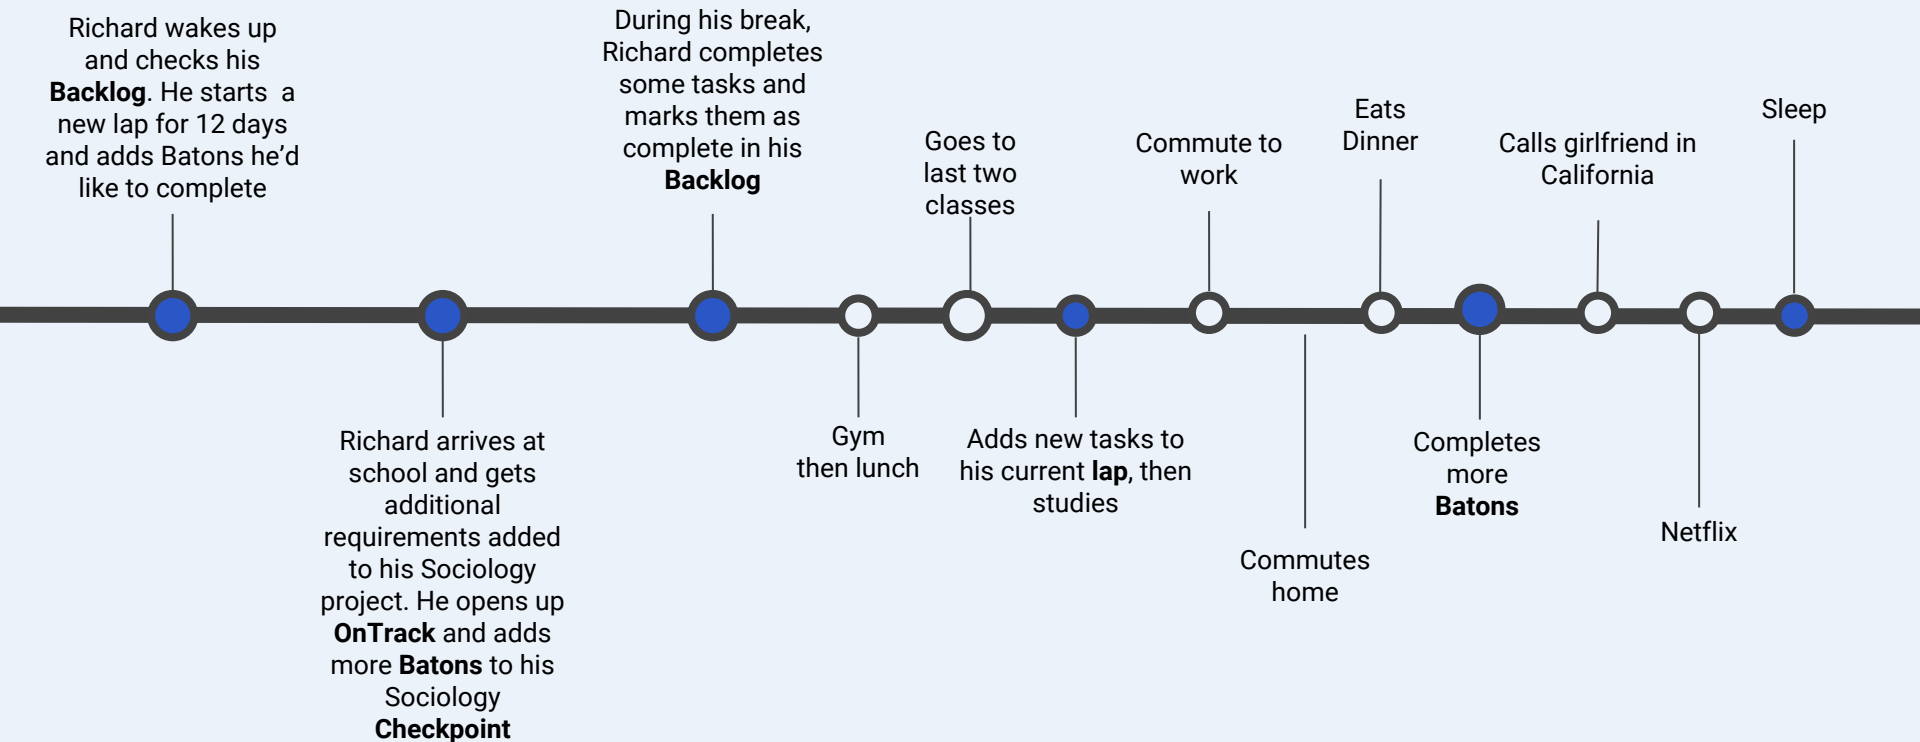 Richard wakes up
and checks his
Backlog. He starts  a
new lap for 12 days
and adds Batons he’d
like to complete
Richard arrives at
school and gets
additional
requirements added
to his Sociology
project. He opens up
OnTrack and adds
more Batons to his
Sociology
Checkpoint
During his break,
Richard completes
some tasks and
marks them as
complete in his
Backlog
Gym
then lunch
Goes to
last two
classes
Adds new tasks to
his current lap, then
studies
Commute to
work
Commutes
home
Eats
Dinner
Completes
more
Batons
Calls girlfriend in
California
Netflix
Sleep